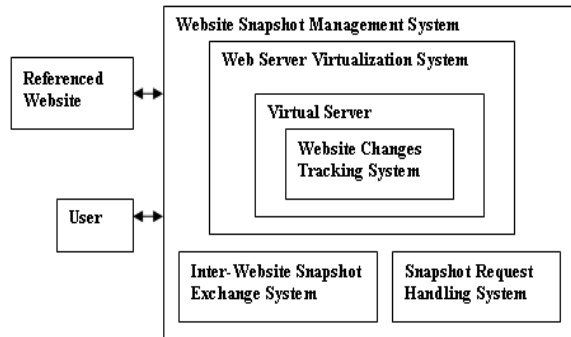 Website Snapshot Management System
Web Server Virtualization System
Referenced
Website
Virtual Server
Website Changes
Tracking System
User
Inter-Website Snapshot
Exchange System
Snapshot Request
Handling System